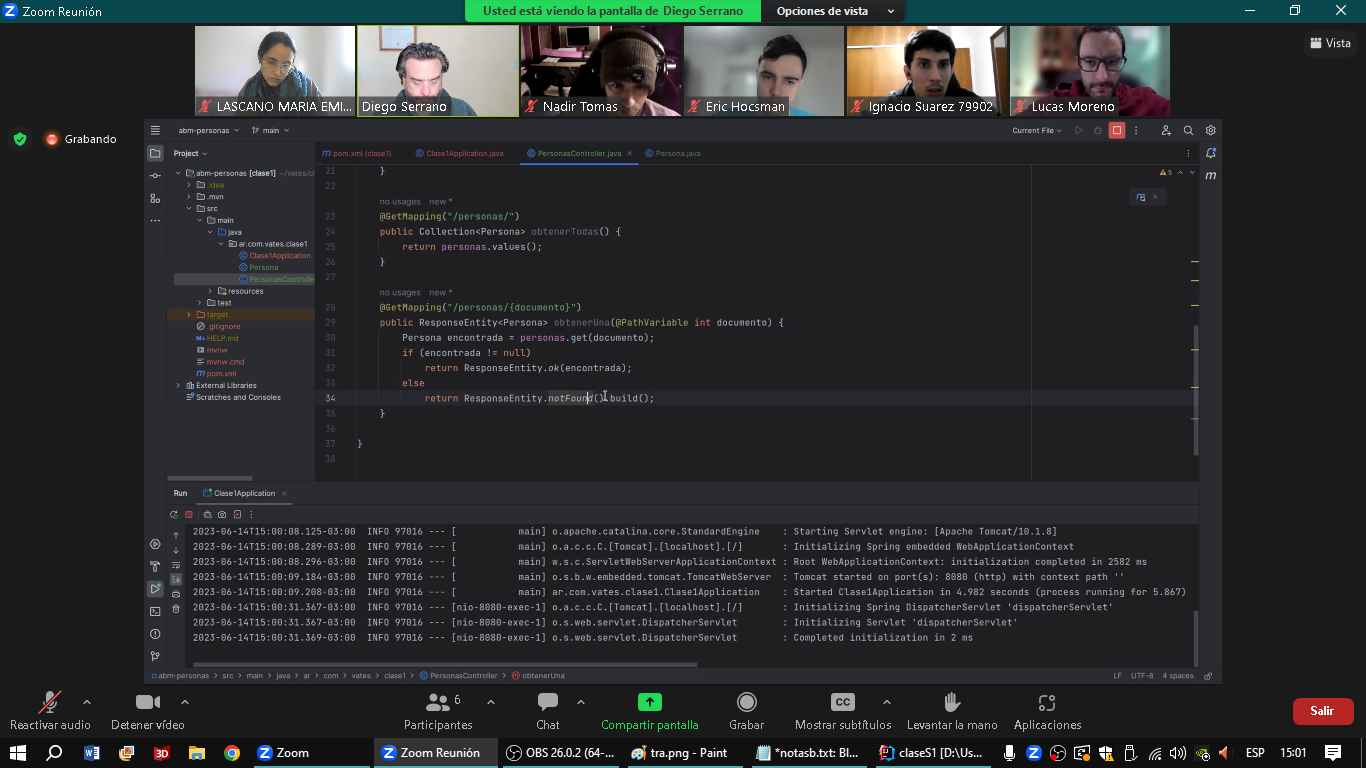 Zoom Reunión
Usted está viendo la pantalla de Diego Serrano
Opciones de vista
Vista
LASCANO MARIA EMI...
Diego Serrano
Nadir Tomas
Eric Hocsman
Ignacio Suarez 79902
Lucas Moreno
Grabando
abm-personas
main
Current File
Project
pom.xml (clase1)
Clase1Application.java
PersonasController.java
Persona.java
abm-personas [clase1] ~/vates/cl
.idea
.mvn
src
main
java
ar.com.vates.clase1
Clase1Application
Persona
PersonasControlle
resources
test
target
.gitignore
HELP.md
mvnw
mvnw.cmd
pom.xml
External Libraries
Scratches and Consoles
5
21 }
22
no usages new *
23 @GetMapping("/personas/")
24 public Collection<Persona> obtenerTodas() {
25 return personas.values();
26 }
27
no usages new *
28 @GetMapping("/personas/{documento}")
29 public ResponseEntity<Persona> obtenerUna(@PathVariable int documento) {
30 Persona encontrada = personas.get(documento);
31 if (encontrada != null)
32 return ResponseEntity.ok(encontrada);
33 else
34 return ResponseEntity.notFound().build();
35 }
36
37 }
38
Run Clase1Application
2023-06-14T15:00:08.125-03:00 INFO 97016 --- [ main] o.apache.catalina.core.StandardEngine : Starting Servlet engine: [Apache Tomcat/10.1.8]
2023-06-14T15:00:08.289-03:00 INFO 97016 --- [ main] o.a.c.c.C.[Tomcat].[localhost].[/] : Initializing Spring embedded WebApplicationContext
2023-06-14T15:00:08.296-03:00 INFO 97016 --- [ main] w.s.c.ServletWebServerApplicationContext : Root WebApplicationContext: initialization completed in 2582 ms
2023-06-14T15:00:09.184-03:00 INFO 97016 --- [ main] o.s.b.w.embedded.tomcat.TomcatWebServer : Tomcat started on port(s): 8080 (http) with context path ''
2023-06-14T15:00:09.208-03:00 INFO 97016 --- [ main] ar.com.vates.clase1.Clase1Application : Started Clase1Application in 4.982 seconds (process running for 5.867)
2023-06-14T15:00:31.367-03:00 INFO 97016 --- [nio-8080-exec-1] o.a.c.c.C.[Tomcat].[localhost].[/] : Initializing Spring DispatcherServlet 'dispatcherServlet'
2023-06-14T15:00:31.367-03:00 INFO 97016 --- [nio-8080-exec-1] o.s.web.servlet.DispatcherServlet : Initializing Servlet 'dispatcherServlet'
2023-06-14T15:00:31.369-03:00 INFO 97016 --- [nio-8080-exec-1] o.s.web.servlet.DispatcherServlet : Completed initialization in 2 ms
abm-personas > src > main > java > ar > com > vates > clase1 > PersonasController > obtenerUna
LF UTF-8 4 spaces
Reactivar audio
Detener vídeo
6
Participantes
Chat
Compartir pantalla
Grabar
CC
Mostrar subtítulos
Levantar la mano
Aplicaciones
Salir
Zoom
Zoom Reunión
OBS 26.0.2 (64-...
tra.png - Paint
*notasb.txt: Bl...
claseS1 [D:\Us...
ESP
15:01